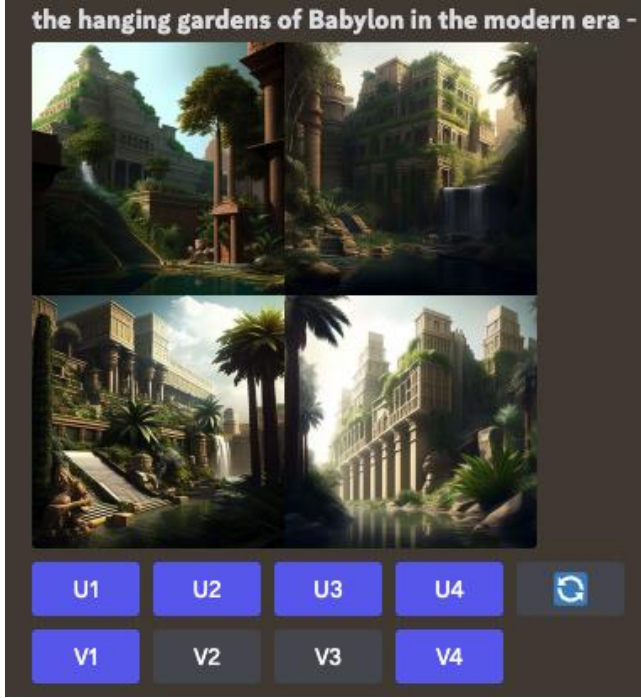 the hanging gardens of Babylon in the modern era -
U1 U2 U3 U4
V1 V2 V3 V4